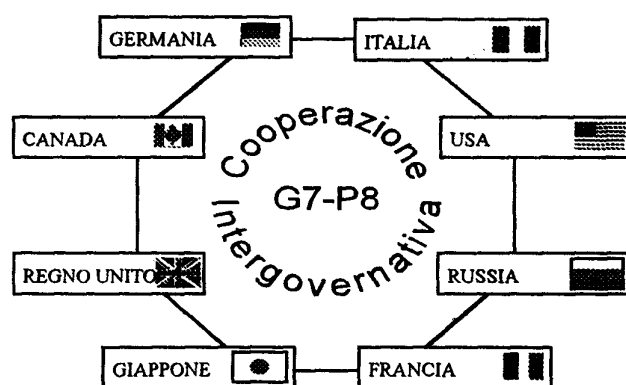 GERMANIA
ITALIA
CANADA
USA
Cooperazione
G7-P8
Intergovernativa
REGNO UNITO
RUSSIA
GIAPPONE
FRANCIA